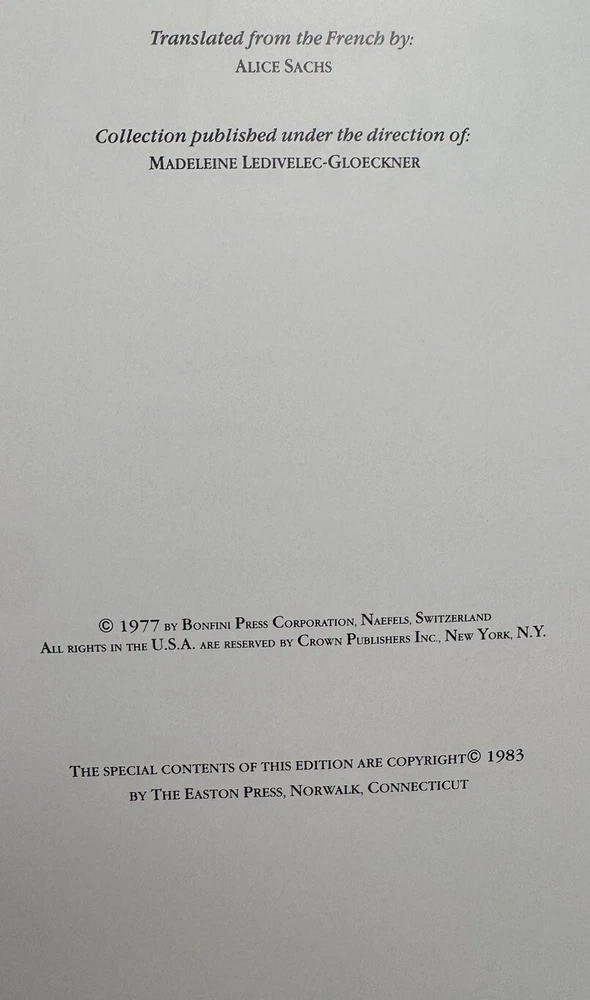 Translated from the French by:
ALICE SACHS
Collection published under the direction of:
MADELEINE LEDIVELEC-GLOECKNER
© 1977 BY BONFINI PRESS CORPORATION, NAEFELS, SWITZERLAND
ALL RIGHTS IN THE U.S.A. ARE RESERVED BY CROWN PUBLISHERS INC., NEW YORK, N.Y.
THE SPECIAL CONTENTS OF THIS EDITION ARE COPYRIGHT© 1983
BY THE EASTON PRESS, NORWALK, CONNECTICUT